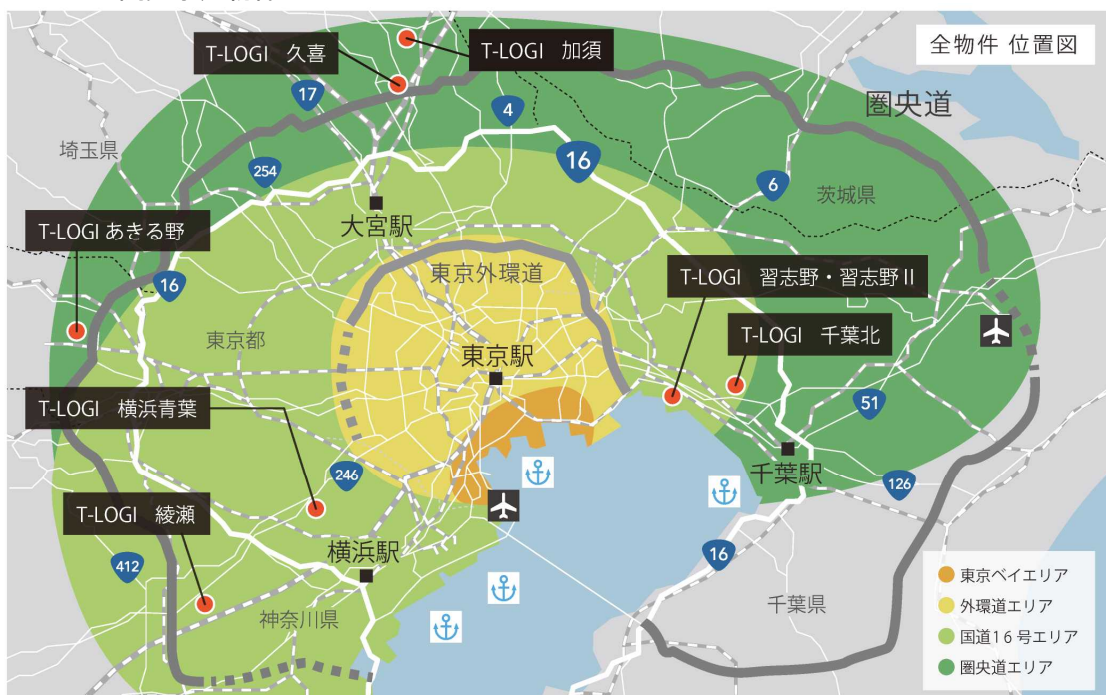 全物件 位置図
T-LOGI 久喜
T-LOGI 加須
17
4
圏央道
埼玉県
254
16
6
茨城県
大宮駅
T-LOGI あきる野
16
東京外環道
T-LOGI 習志野・習志野Ⅱ
東京都
東京駅
T-LOGI 千葉北
T-LOGI 横浜青葉
51
246
千葉駅
126
T-LOGI 綾瀬
横浜駅
412
16
神奈川県
千葉県
東京ベイエリア
外環道エリア
国道16号エリア
圏央道エリア